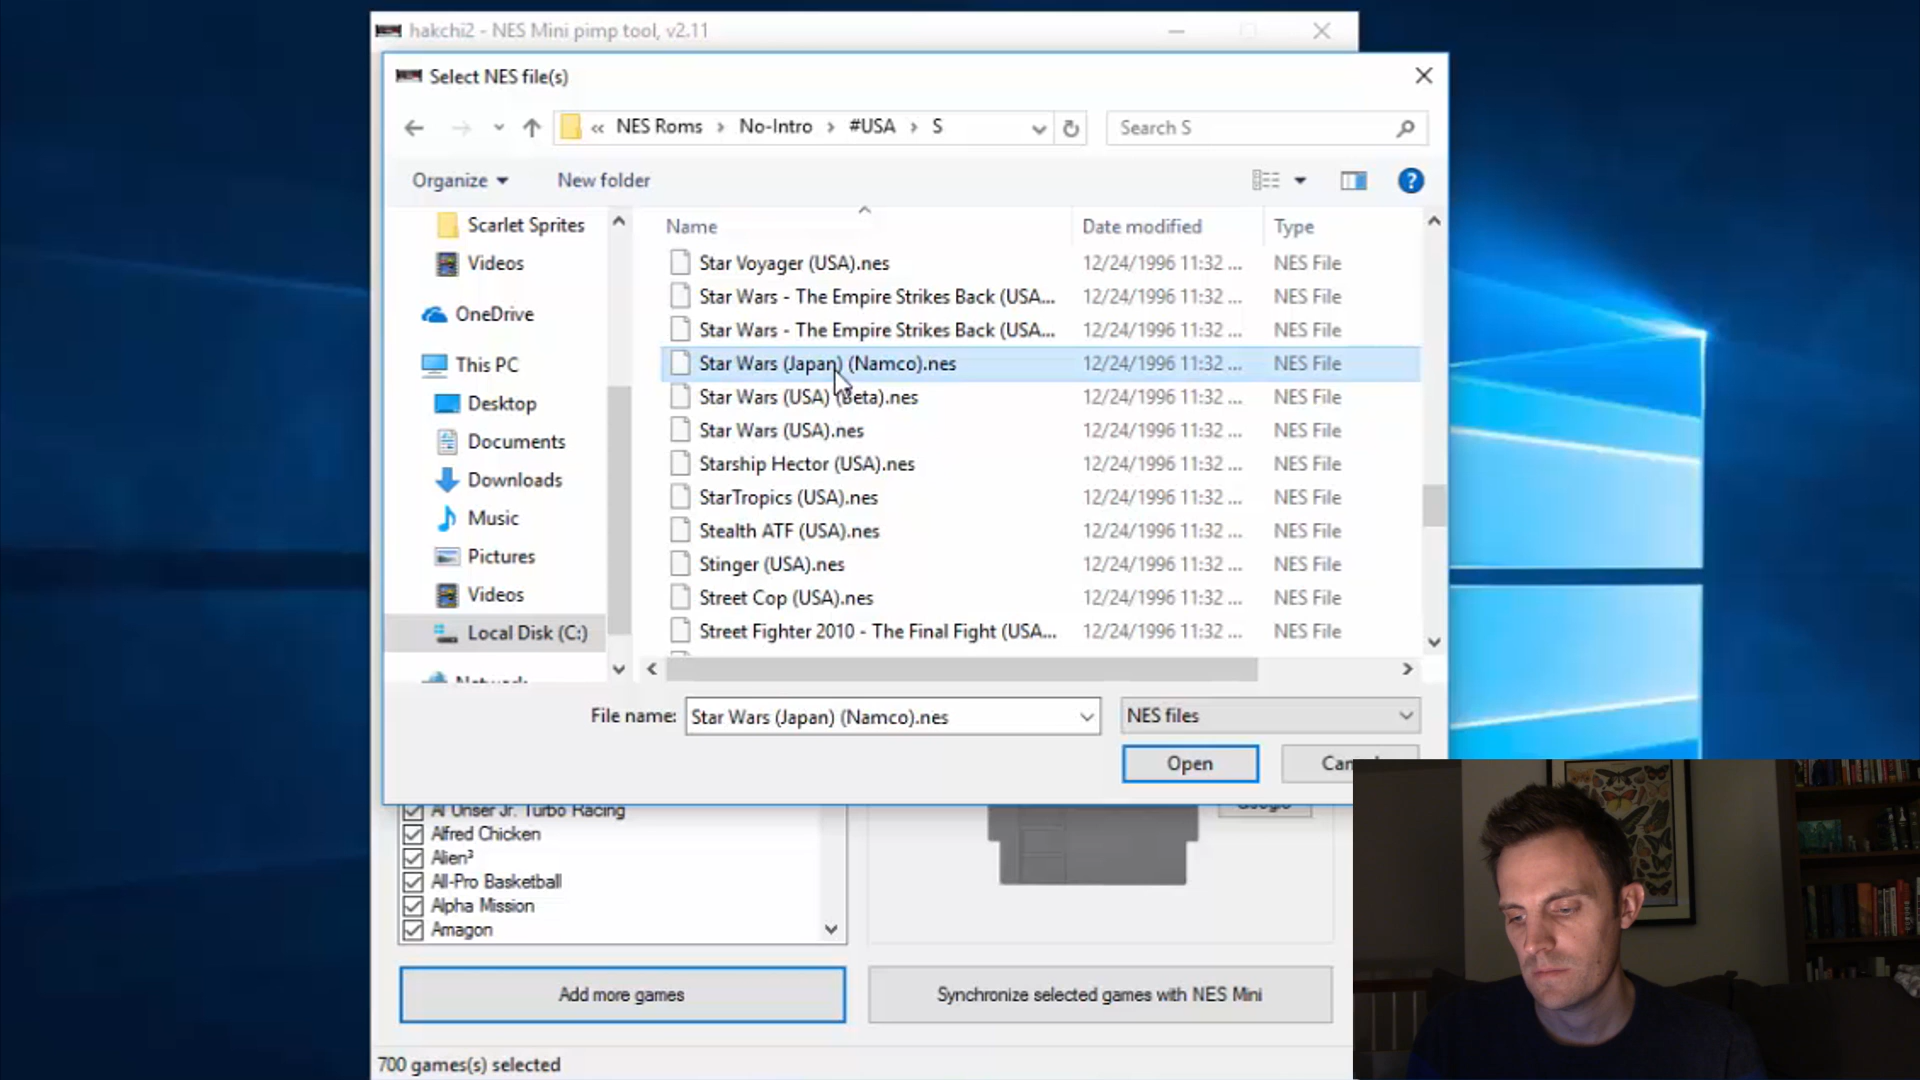 hakchi2 - NES Mini pimp tool, v2.11
Select NES file(s)
« NES Roms > No-Intro > #USA > S
Search S
Organize
New folder
?
Scarlet Sprites
Videos
OneDrive
This PC
Desktop
Documents
Downloads
Music
Pictures
Videos
Local Disk (C:)
Network
Name Date modified Type
Star Voyager (USA).nes 12/24/1996 11:32 ... NES File
Star Wars - The Empire Strikes Back (USA... 12/24/1996 11:32 ... NES File
Star Wars - The Empire Strikes Back (USA... 12/24/1996 11:32 ... NES File
Star Wars (Japan) (Namco).nes 12/24/1996 11:32 ... NES File
Star Wars (USA) (Beta).nes 12/24/1996 11:32 ... NES File
Star Wars (USA).nes 12/24/1996 11:32 ... NES File
Starship Hector (USA).nes 12/24/1996 11:32 ... NES File
StarTropics (USA).nes 12/24/1996 11:32 ... NES File
Stealth ATF (USA).nes 12/24/1996 11:32 ... NES File
Stinger (USA).nes 12/24/1996 11:32 ... NES File
Street Cop (USA).nes 12/24/1996 11:32 ... NES File
Street Fighter 2010 - The Final Fight (USA... 12/24/1996 11:32 ... NES File
File name: Star Wars (Japan) (Namco).nes
NES files
Open
Can
Google
Al Unser Jr. Turbo Racing
Alfred Chicken
Alien³
All-Pro Basketball
Alpha Mission
Amagon
Add more games
Synchronize selected games with NES Mini
700 games(s) selected